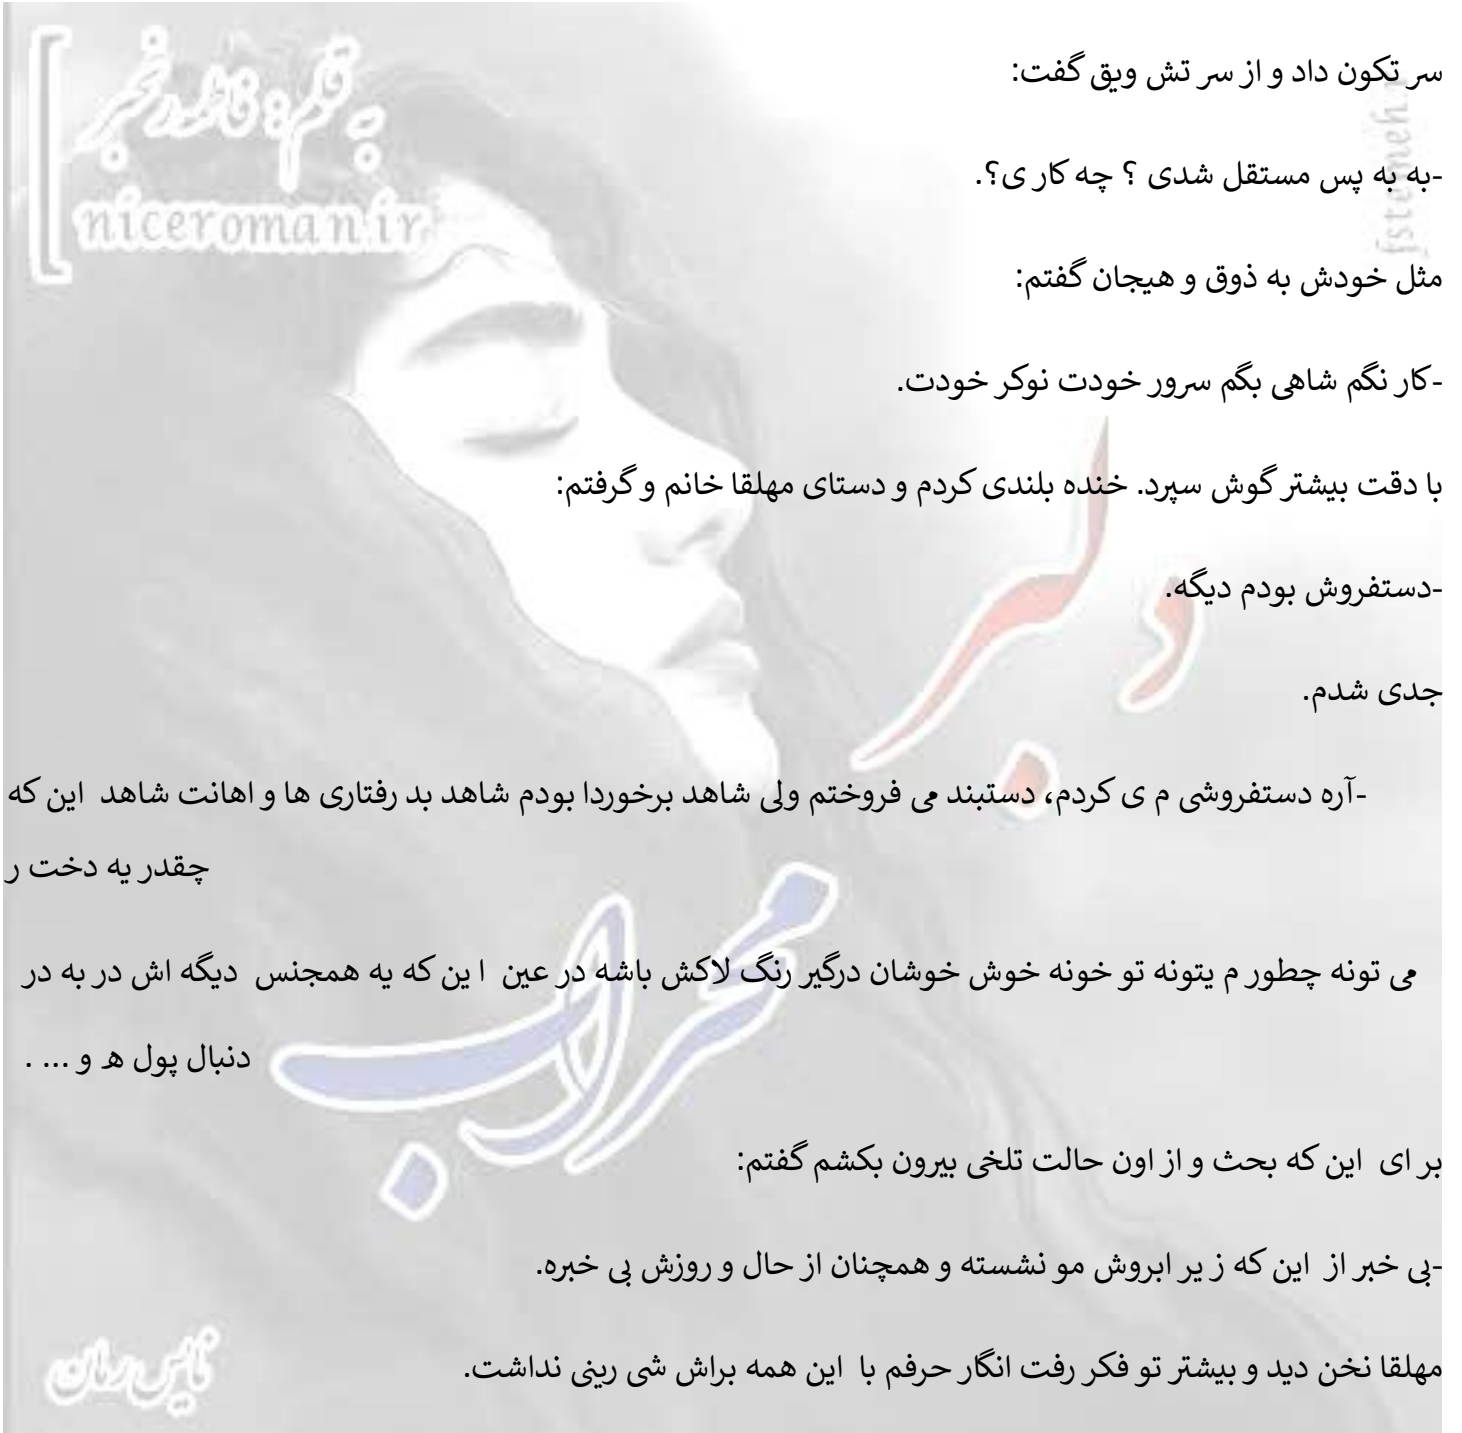 به قلم: فاطمه رنجبر
niceroman.ir
سر تکون داد و از سر تش ویق گفت:
-به به پس مستقل شدی ؟ چه کار ی؟.
مثل خودش به ذوق و هیجان گفتم:
-کار نگم شاهی بگم سرور خودت نوکر خودت.
با دقت بیشتر گوش سپرد. خنده بلندی کردم و دستای مهلقا خانم و گرفتم:
-دستفروش بودم دیگه.
جدی شدم.
-آره دستفروشی م ی کردم، دستبند می فروختم ولی شاهد برخوردا بودم شاهد بد رفتاری ها و اهانت شاهد این که
چقدر یه دخت ر
می تونه چطور م یتونه تو خونه خوش خوشان درگیر رنگ لاکش باشه در عین ا ین که یه همجنس دیگه اش در به در
دنبال پول ه و ... .
بر ای این که بحث و از اون حالت تلخی بیرون بکشم گفتم:
-بی خبر از این که ز یر ابروش مو نشسته و همچنان از حال و روزش بی خبره.
مهلقا نخن دید و بیشتر تو فکر رفت انگار حرفم با این همه براش شی رینی نداشت.
دلبر
محراب
نایس رمان